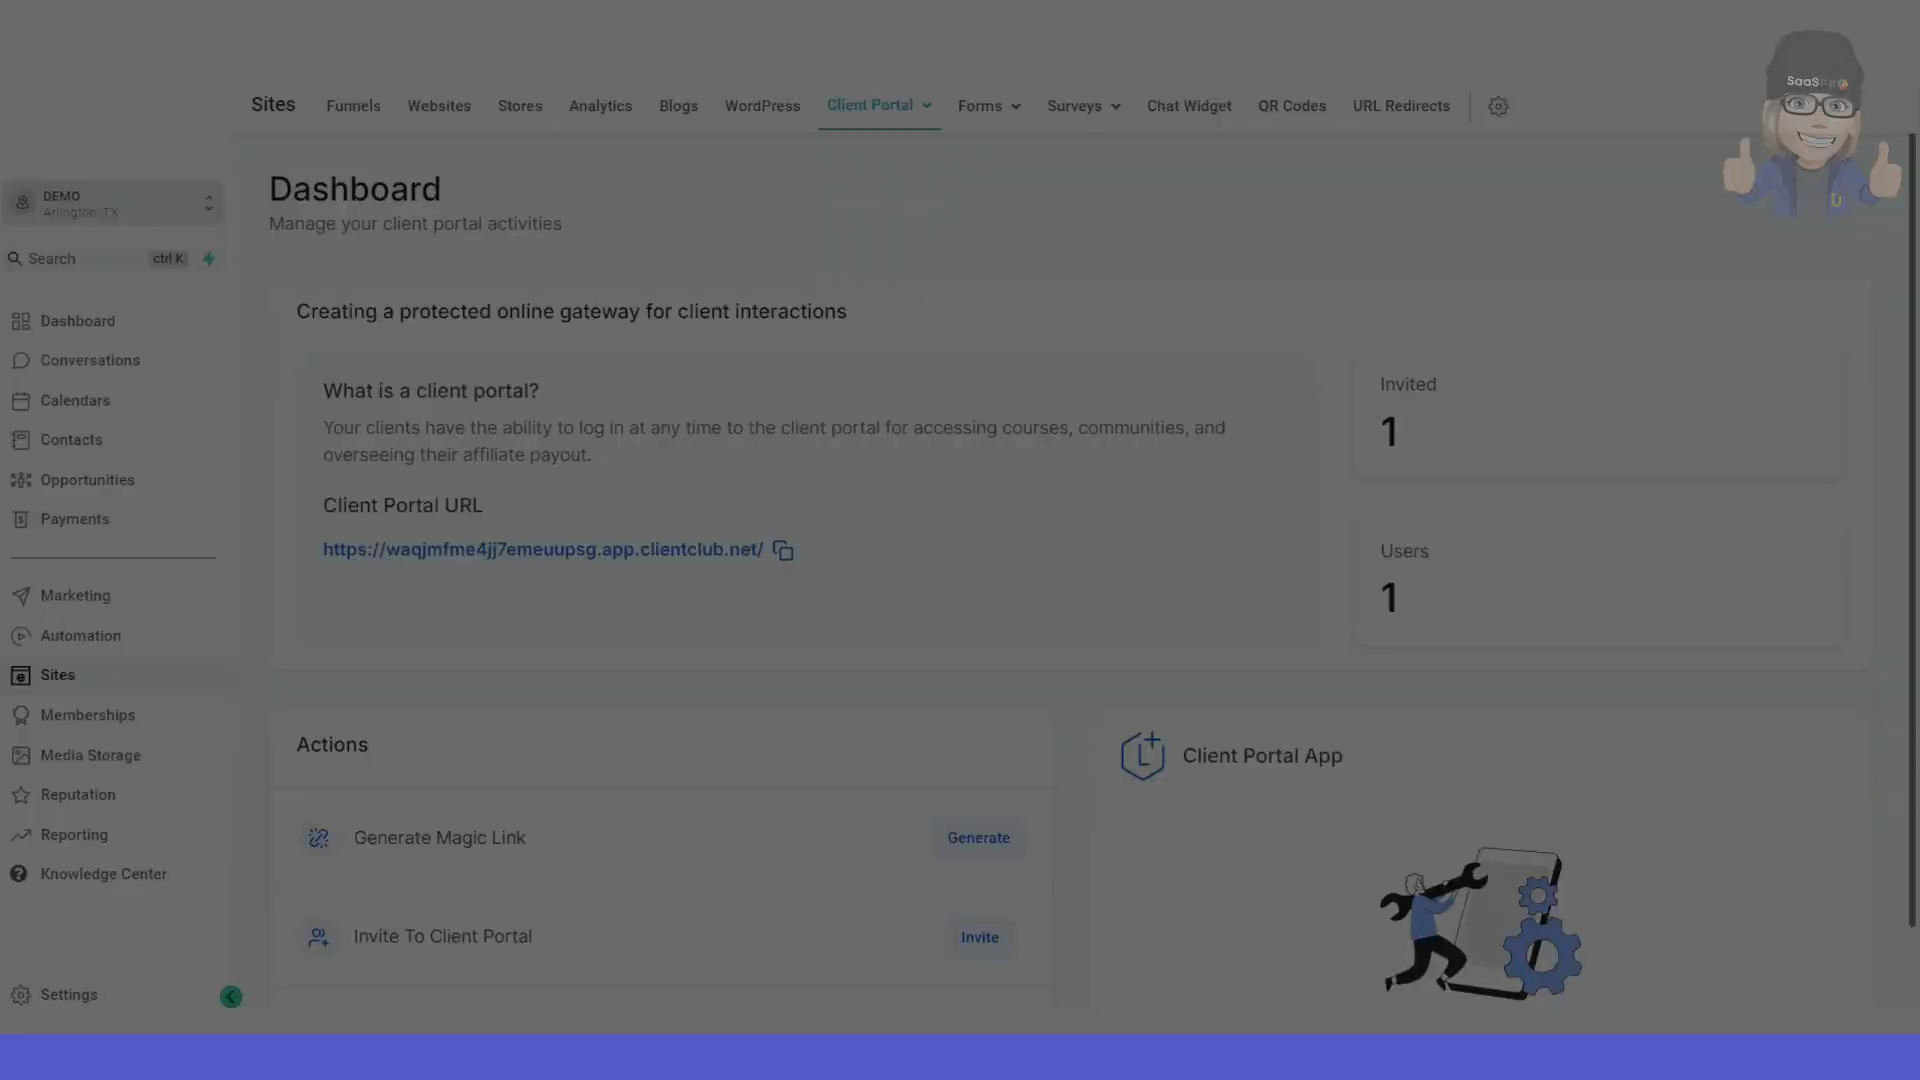 SaaSPRO
Sites
Funnels
Websites
Stores
Analytics
Blogs
WordPress
Client Portal
Forms
Surveys
Chat Widget
QR Codes
URL Redirects
DEMO
Arlington, TX
Search
ctrl K
Dashboard
Conversations
Calendars
Contacts
Opportunities
Payments
Marketing
Automation
Sites
Memberships
Media Storage
Reputation
Reporting
Knowledge Center
Settings
Dashboard
Manage your client portal activities
Creating a protected online gateway for client interactions
What is a client portal?
Your clients have the ability to log in at any time to the client portal for accessing courses, communities, and
overseeing their affiliate payout.
Client Portal URL
https://waqjmfme4jj7emeuupsg.app.clientclub.net/
Invited
1
Users
1
Actions
Generate Magic Link
Generate
Invite To Client Portal
Invite
Client Portal App